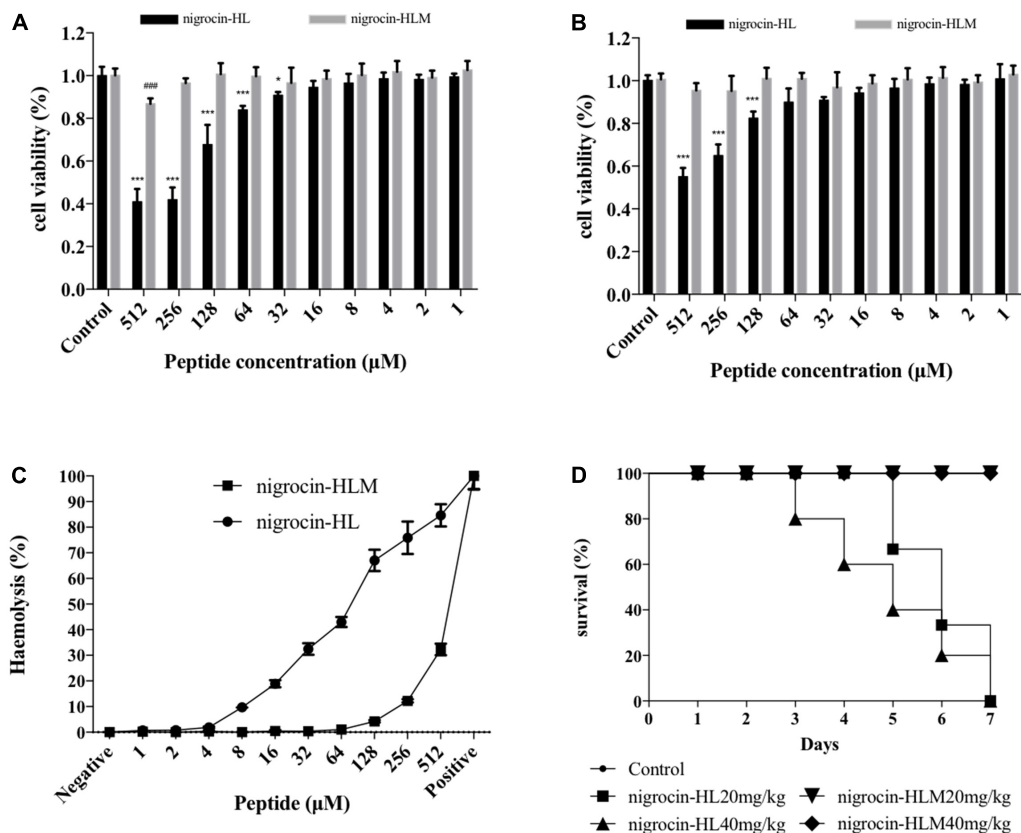 A
nigrocin-HL nigrocin-HLM
cell viability (%)
1.2
1.0
0.8
0.6
0.4
0.2
0.0
***
###
***
***
***
*
Control 512 256 128 64 32 16 8 4 2 1
Peptide concentration (μM)
B
nigrocin-HL nigrocin-HLM
cell viability (%)
1.2
1.0
0.8
0.6
0.4
0.2
0.0
***
***
***
Control 512 256 128 64 32 16 8 4 2 1
Peptide concentration (μM)
C
nigrocin-HLM
nigrocin-HL
Haemolysis (%)
100
90
80
70
60
50
40
30
20
10
0
Negative 1 2 4 8 16 32 64 128 256 512 Positive
Peptide (μM)
D
survival (%)
100
80
60
40
20
0
0 1 2 3 4 5 6 7
Days
Control
nigrocin-HL20mg/kg nigrocin-HLM20mg/kg
nigrocin-HL40mg/kg nigrocin-HLM40mg/kg